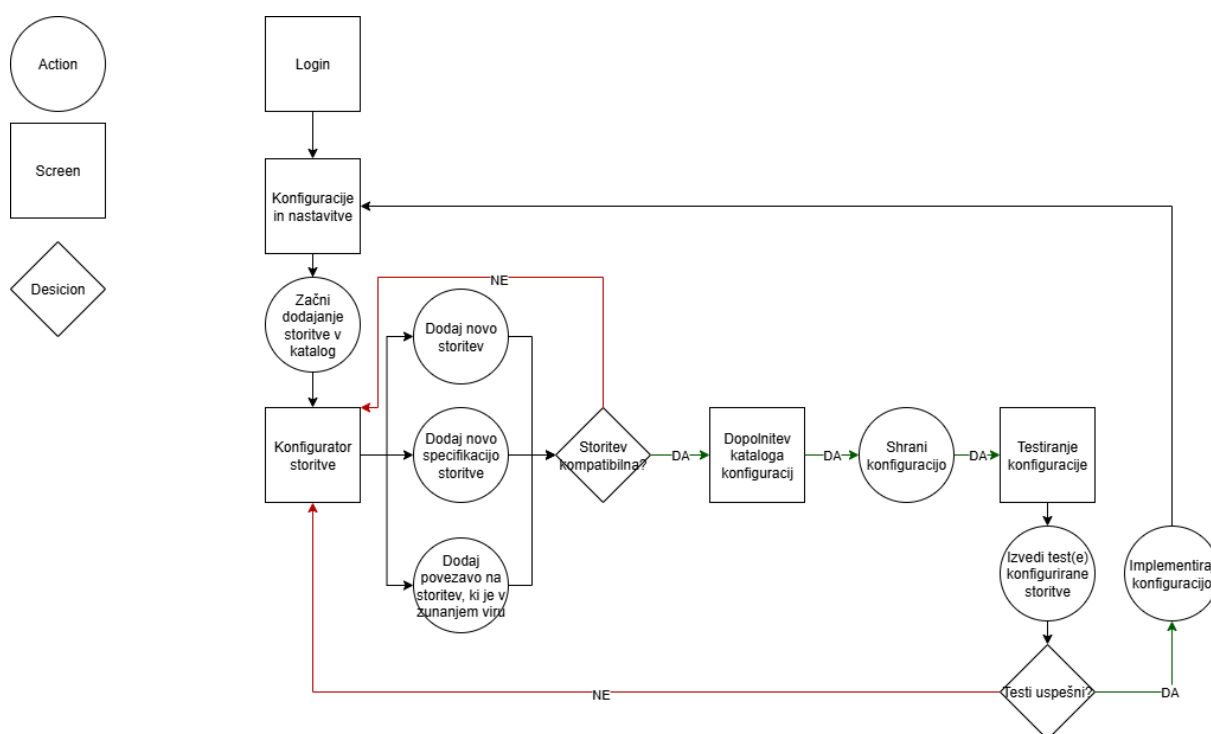 Action
Screen
Desicion
Login
Konfiguracije
in nastavitve
Začni
dodajanje
storitve v
katalog
Konfigurator
storitve
Dodaj novo
storitev
Dodaj novo
specifikacijo
storitve
Dodaj
povezavo na
storitev, ki je v
zunanjem viru
NE
Storitev
kompatibilna?
DA
Dopolnitev
kataloga
konfiguracij
DA
Shrani
konfiguracijo
DA
Testiranje
konfiguracije
Izvedi test(e)
konfigurirane
storitve
Testi uspešni?
NE
DA
Implementiraj
konfiguracijo